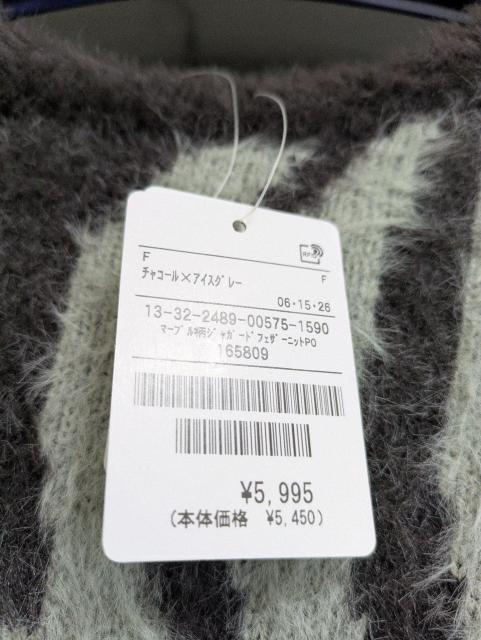 RFID
F F
ﾁｬｺｰﾙ×ｱｲｽｸﾞﾚｰ
06･15･26
13-32-2489-00575-1590
ﾏｰﾌﾞﾙ柄ｼﾞｬｶﾞｰﾄﾞﾌｪｻﾞｰﾆｯﾄPO
165809
¥5,995
(本体価格 ¥5,450)